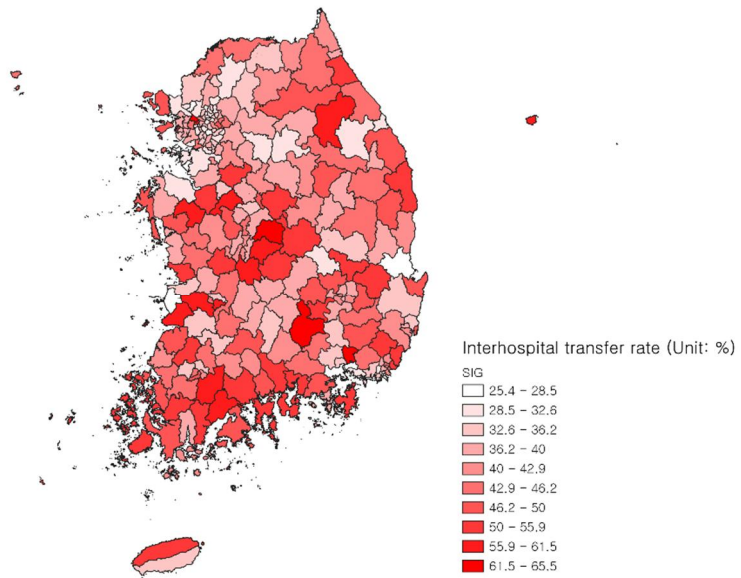 Interhospital transfer rate (Unit: %)
SIG
25.4 - 28.5
28.5 - 32.6
32.6 - 36.2
36.2 - 40
40 - 42.9
42.9 - 46.2
46.2 - 50
50 - 55.9
55.9 - 61.5
61.5 - 65.5